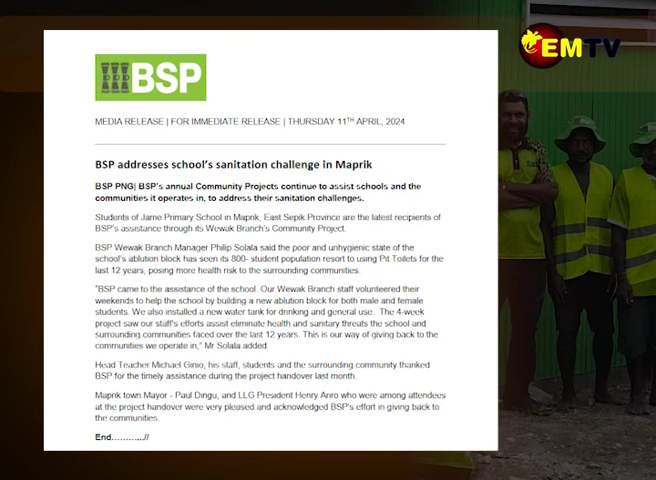 EMTV
BSP
MEDIA RELEASE | FOR IMMEDIATE RELEASE | THURSDAY 11TH APRIL, 2024
BSP addresses school's sanitation challenge in Maprik
BSP PNG| BSP's annual Community Projects continue to assist schools and the
communities it operates in, to address their sanitation challenges.
Students of Jame Primary School in Maprik, East Sepik Province are the latest recipients of
BSP's assistance through its Wewak Branch's Community Project.
BSP Wewak Branch Manager Philip Solala said the poor and unhygienic state of the
school's ablution block has seen its 800- student population resort to using Pit Toilets for the
last 12 years, posing more health risk to the surrounding communities.
"BSP came to the assistance of the school. Our Wewak Branch staff volunteered their
weekends to help the school by building a new ablution block for both male and female
students. We also installed a new water tank for drinking and general use. The 4-week
project saw our staff's efforts assist eliminate health and sanitary threats the school and
surrounding communities faced over the last 12 years. This is our way of giving back to the
communities we operate in," Mr Solala added.
Head Teacher Michael Ginio, his staff, students and the surrounding community thanked
BSP for the timely assistance during the project handover last month.
Maprik town Mayor - Paul Dingu, and LLG President Henry Ariro who were among attendees
at the project handover were very pleased and acknowledged BSP's effort in giving back to
the communities.
End………...//